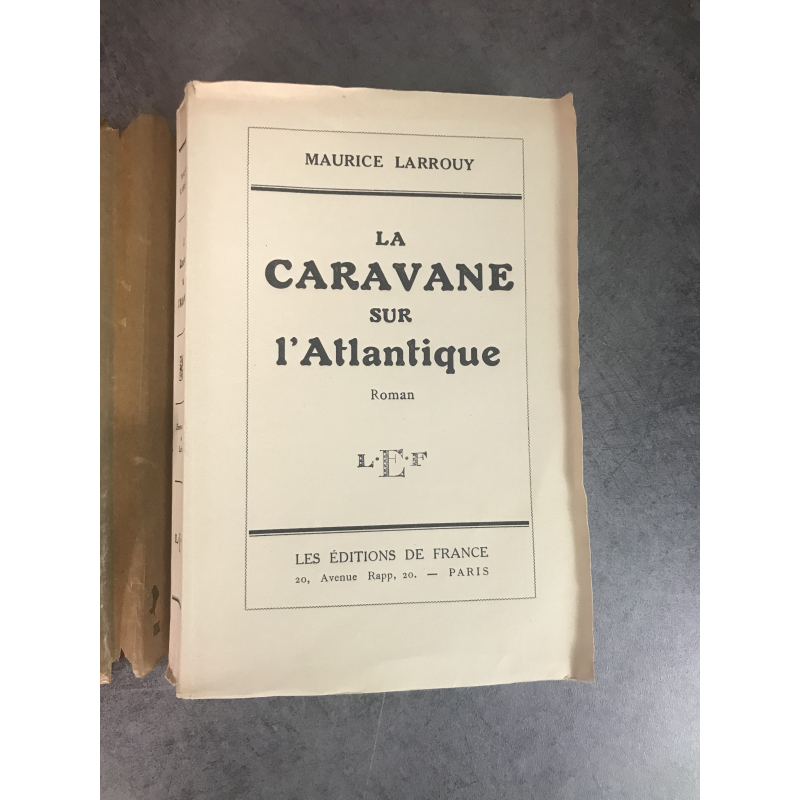 MAURICE LARROUY
LA
CARAVANE
SUR
l'Atlantique
Roman
L·E·F
LES ÉDITIONS DE FRANCE
20, Avenue Rapp, 20. — PARIS